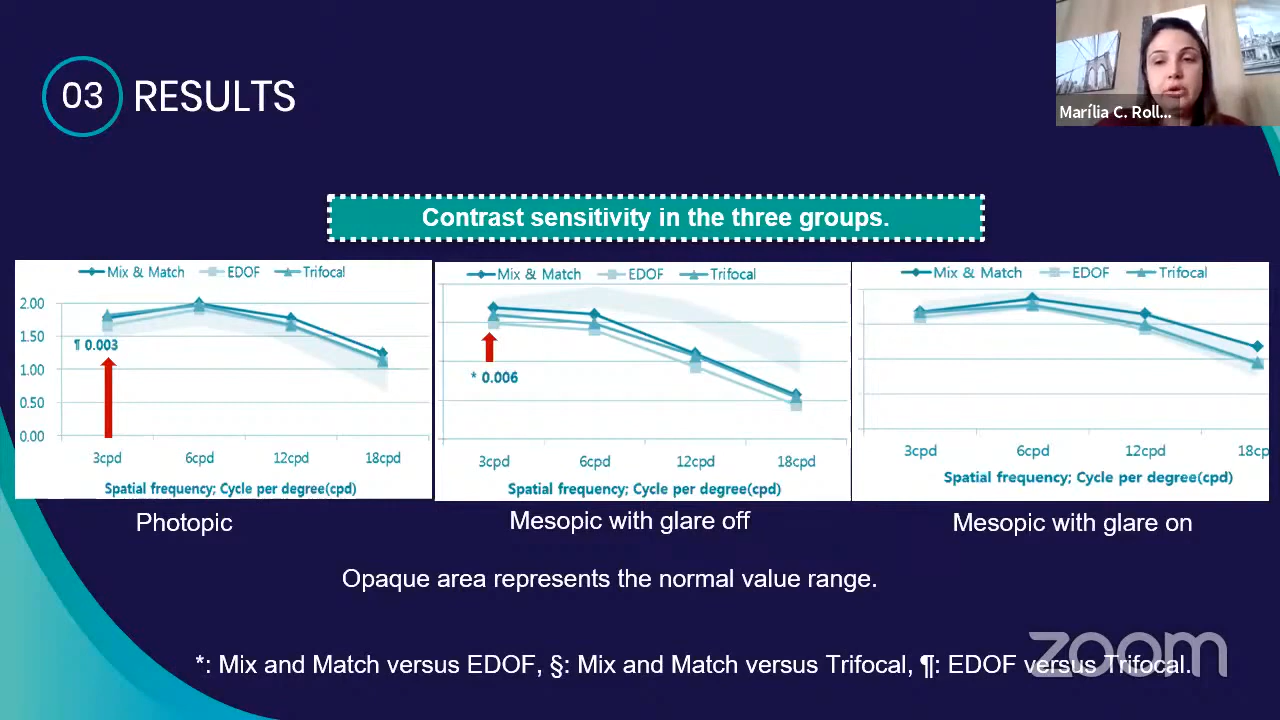 Marília C. Roll...
03 RESULTS
Contrast sensitivity in the three groups.
Mix & Match EDOF Trifocal
2.00
1.50
1.00
0.50
0.00
¶ 0.003
3cpd 6cpd 12cpd 18cpd
Spatial frequency; Cycle per degree(cpd)
Photopic
Mix & Match EDOF Trifocal
* 0.006
3cpd 6cpd 12cpd 18cpd
Spatial frequency; Cycle per degree(cpd)
Mesopic with glare off
Mix & Match EDOF Trifocal
3cpd 6cpd 12cpd 18cp
Spatial frequency; Cycle per degree(cpd)
Mesopic with glare on
Opaque area represents the normal value range.
*: Mix and Match versus EDOF, §: Mix and Match versus Trifocal, ¶: EDOF versus Trifocal.
zoom